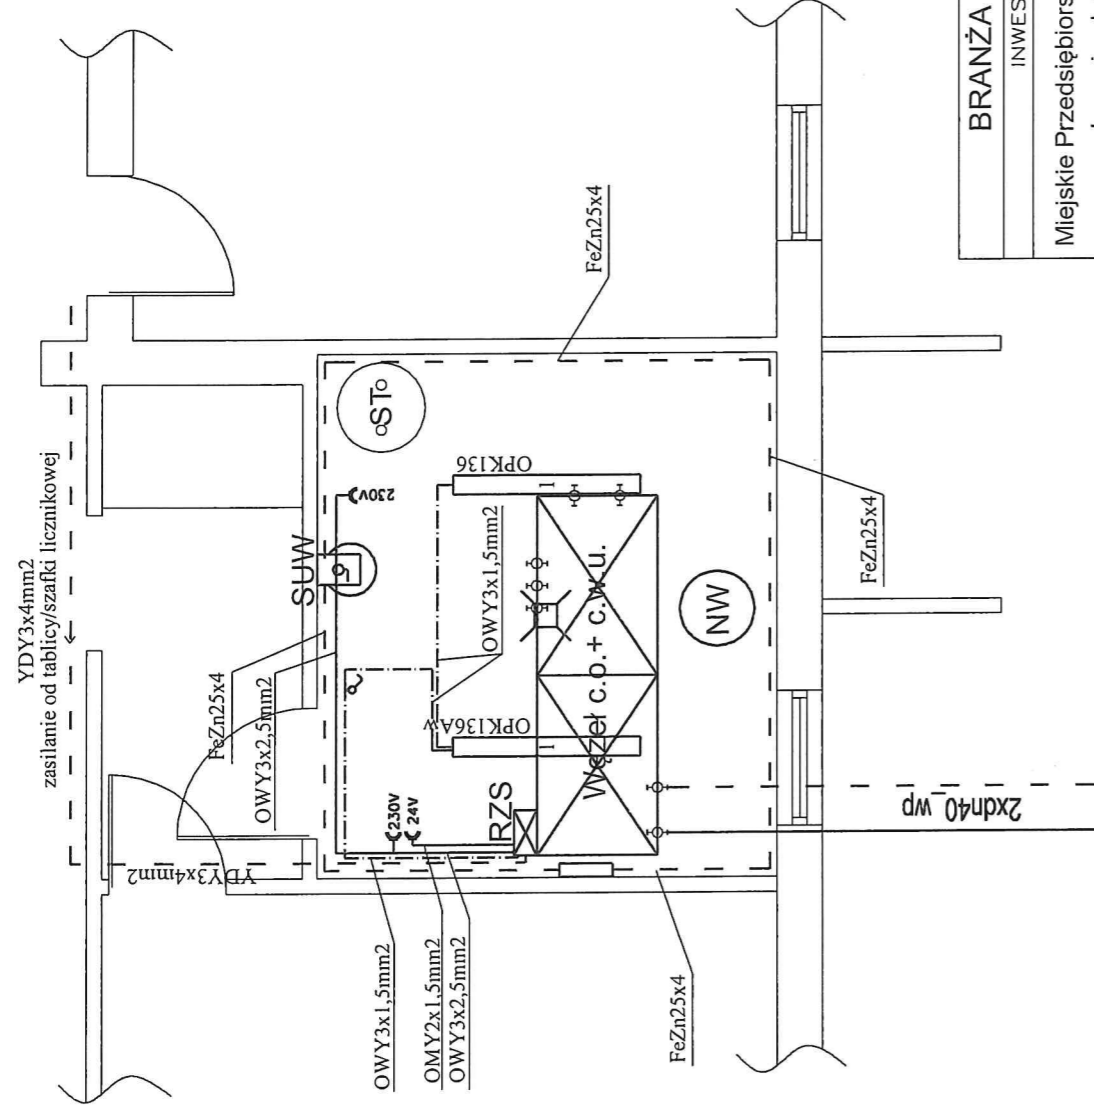 YDY3x4mm2
zasilanie od tablicy/szafki licznikowej
FeZn25x4
OWY3x2,5mm2
YDY3x4mm2
SUW
230V
ST
FeZn25x4
OPK136
OWY3x1,5mm2
OPK136Aw
230V
24V
RZS
Węzeł c.o.+ c.w.u.
NW
FeZn25x4
OWY3x1,5mm2
OMY2x1,5mm2
OWY3x2,5mm2
FeZn25x4
2xdn40_wp
BRANŻA
INWES
Miejskie Przedsiębiors